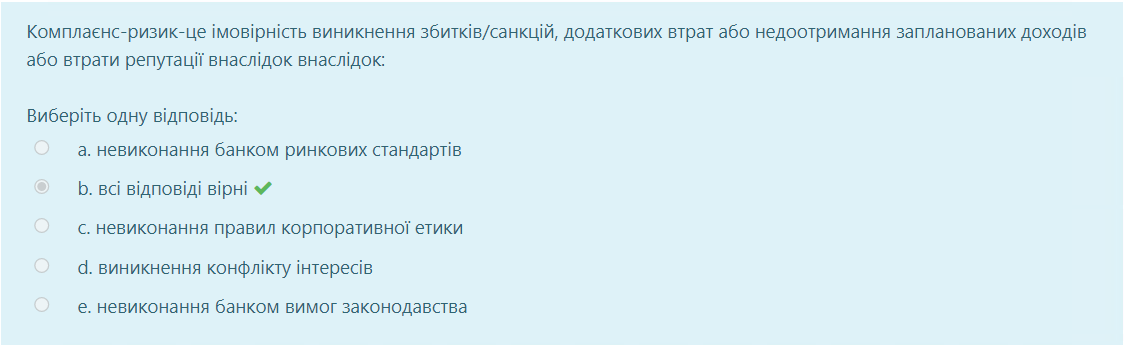 Комплаєнс-ризик-це імовірність виникнення збитків/санкцій, додаткових втрат або недоотримання запланованих доходів
або втрати репутації внаслідок внаслідок:
Виберіть одну відповідь:
a. невиконання банком ринкових стандартів
b. всі відповіді вірні
c. невиконання правил корпоративної етики
d. виникнення конфлікту інтересів
e. невиконання банком вимог законодавства